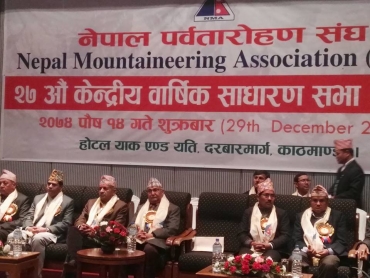 NMA
नेपाल पर्वतारोहण संघ
Nepal Mountaineering Association (
२७ औं केन्द्रीय वार्षिक साधारण सभा
२०७४ पौष १४ गते शुक्रबार (29th December 2
होटल याक एण्ड यति, दरबारमार्ग, काठमाण्डौ।